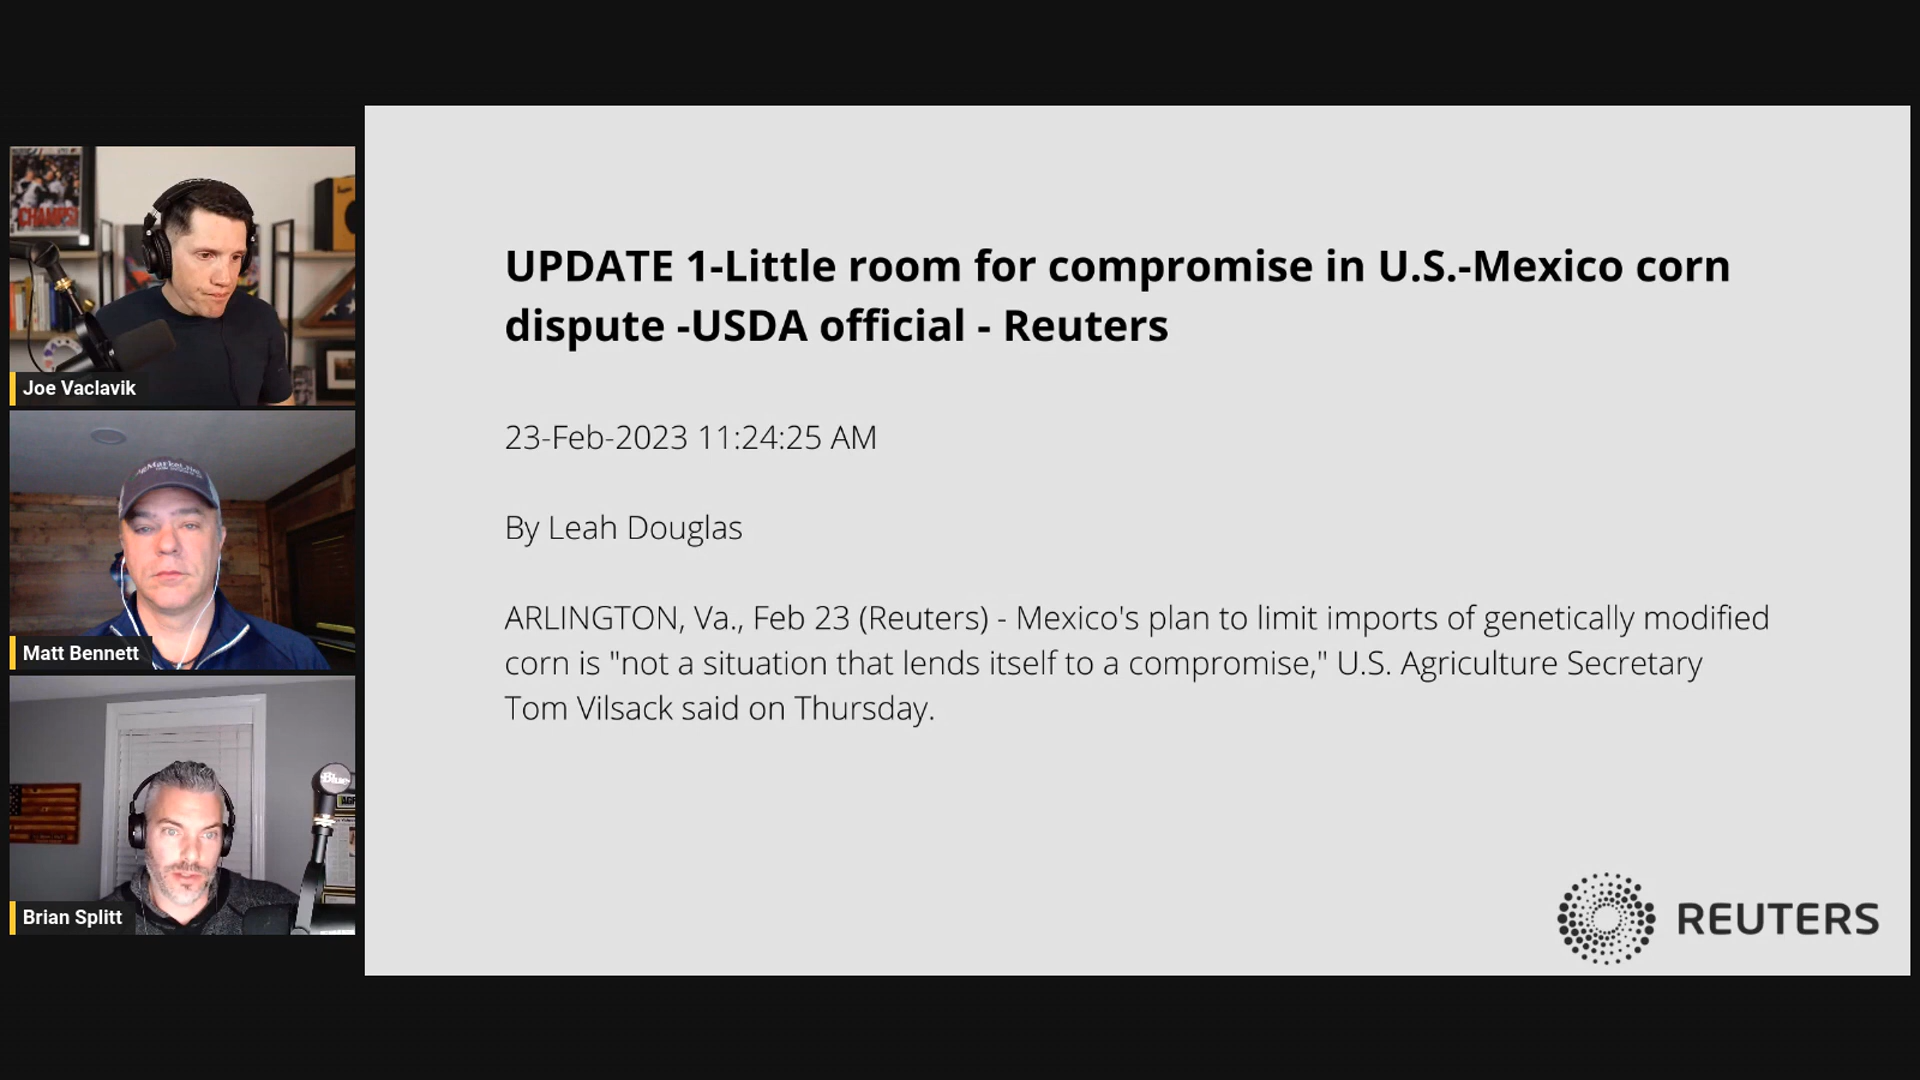 CHAMPS
Joe Vaclavik
Matt Bennett
Blue
Brian Splitt
UPDATE 1-Little room for compromise in U.S.-Mexico corn
dispute -USDA official - Reuters
23-Feb-2023 11:24:25 AM
By Leah Douglas
ARLINGTON, Va., Feb 23 (Reuters) - Mexico's plan to limit imports of genetically modified
corn is "not a situation that lends itself to a compromise," U.S. Agriculture Secretary
Tom Vilsack said on Thursday.
REUTERS